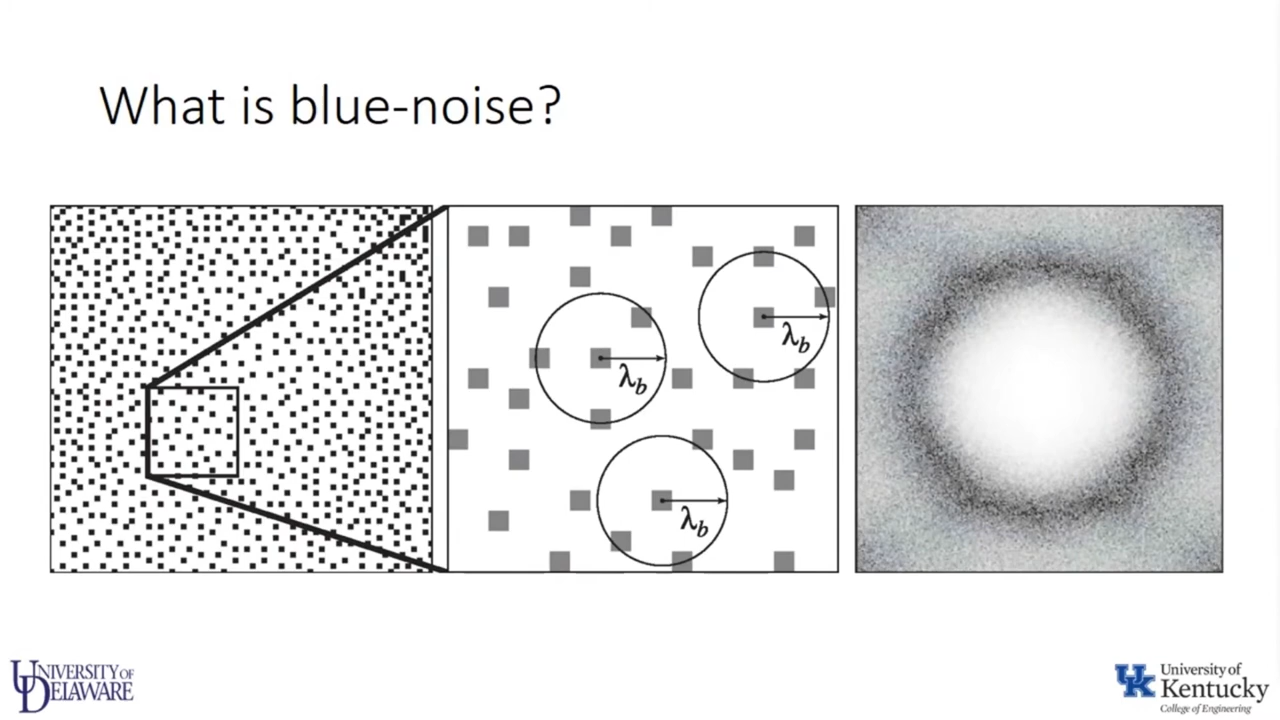 What is blue-noise?
λb
λb
λb
UNIVERSITY OF
DELAWARE
University of
Kentucky
College of Engineering